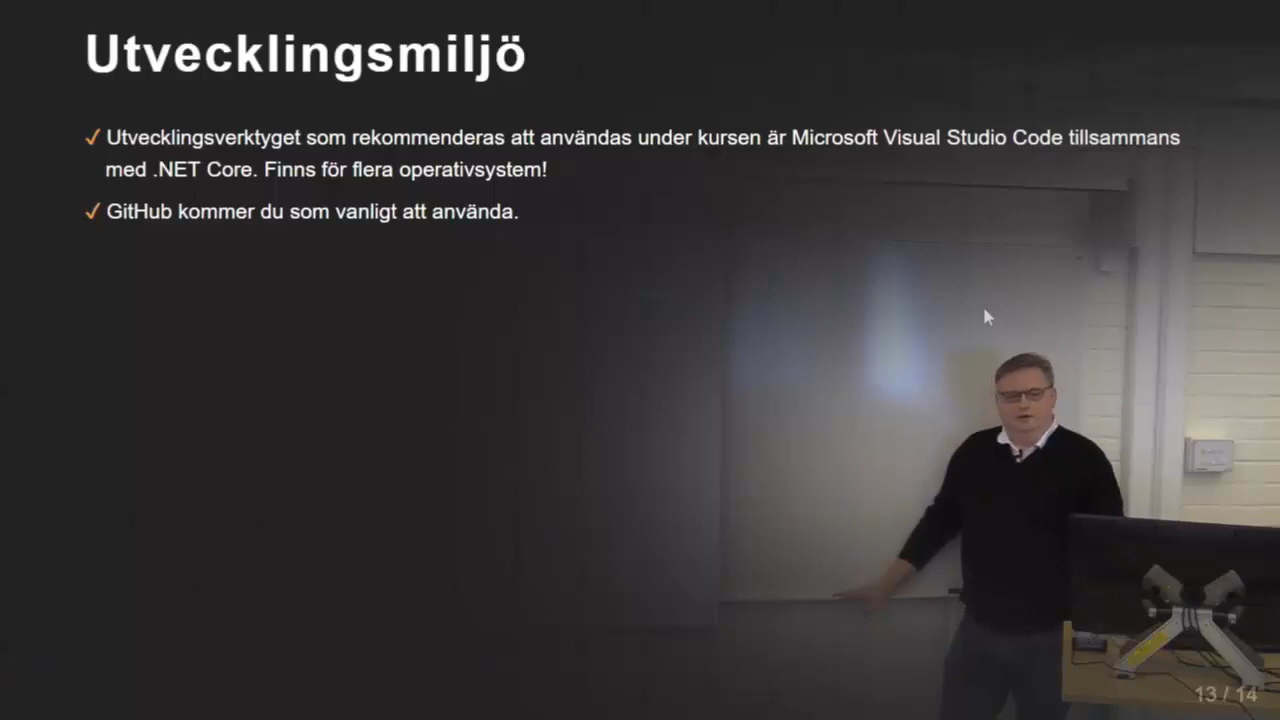 Utvecklingsmiljö
✓ Utvecklingsverktyget som rekommenderas att användas under kursen är Microsoft Visual Studio Code tillsammans
med .NET Core. Finns för flera operativsystem!
✓ GitHub kommer du som vanligt att använda.
13 / 14